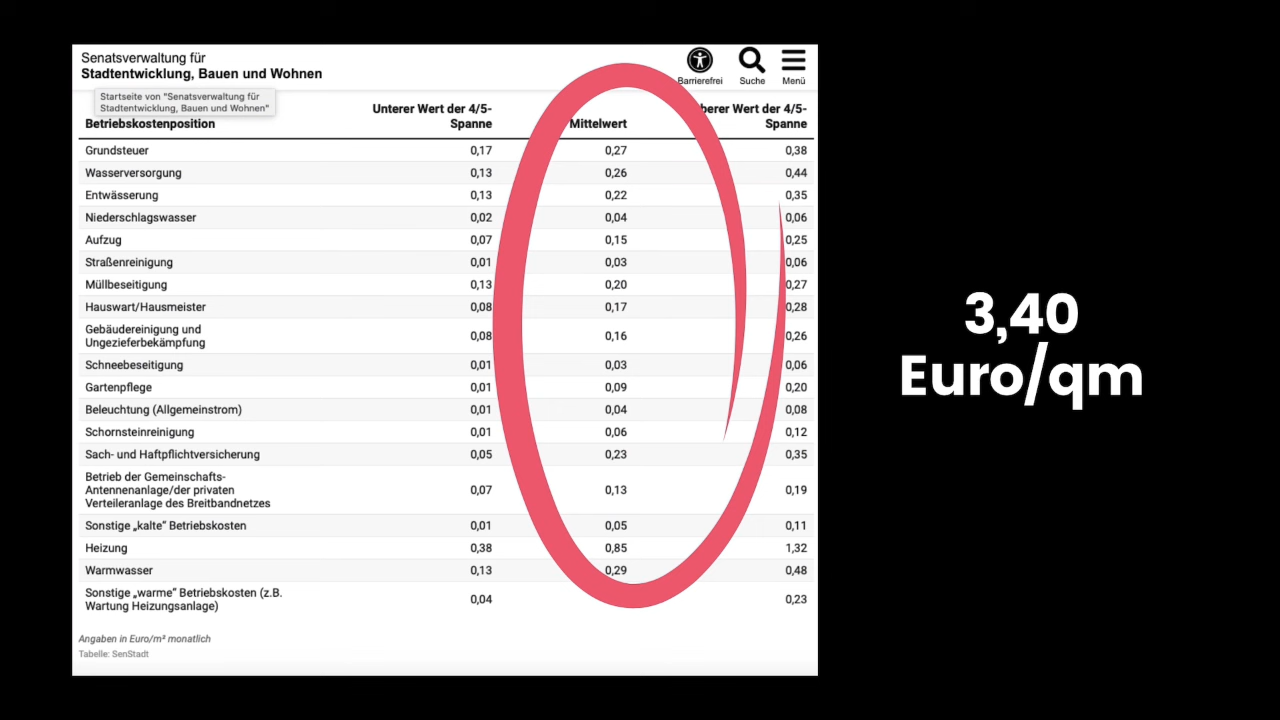 Senatsverwaltung für
Stadtentwicklung, Bauen und Wohnen
Barrierefrei Suche Menü
Startseite von "Senatsverwaltung für
Stadtentwicklung, Bauen und Wohnen"
Betriebskostenposition Unterer Wert der 4/5-Spanne Mittelwert berer Wert der 4/5-Spanne
Grundsteuer 0,17 0,27 0,38
Wasserversorgung 0,13 0,26 0,44
Entwässerung 0,13 0,22 0,35
Niederschlagswasser 0,02 0,04 0,06
Aufzug 0,07 0,15 0,25
Straßenreinigung 0,01 0,03 0,06
Müllbeseitigung 0,13 0,20 0,27
Hauswart/Hausmeister 0,08 0,17 0,28
Gebäudereinigung und
Ungezieferbekämpfung 0,08 0,16 0,26
Schneebeseitigung 0,01 0,03 0,06
Gartenpflege 0,01 0,09 0,20
Beleuchtung (Allgemeinstrom) 0,01 0,04 0,08
Schornsteinreinigung 0,01 0,06 0,12
Sach- und Haftpflichtversicherung 0,05 0,23 0,35
Betrieb der Gemeinschafts-
Antennenanlage/der privaten
Verteileranlage des Breitbandnetzes 0,07 0,13 0,19
Sonstige „kalte“ Betriebskosten 0,01 0,05 0,11
Heizung 0,38 0,85 1,32
Warmwasser 0,13 0,29 0,48
Sonstige „warme“ Betriebskosten (z.B.
Wartung Heizungsanlage) 0,04 0,23
Angaben in Euro/m² monatlich
Tabelle: SenStadt
3,40
Euro/qm